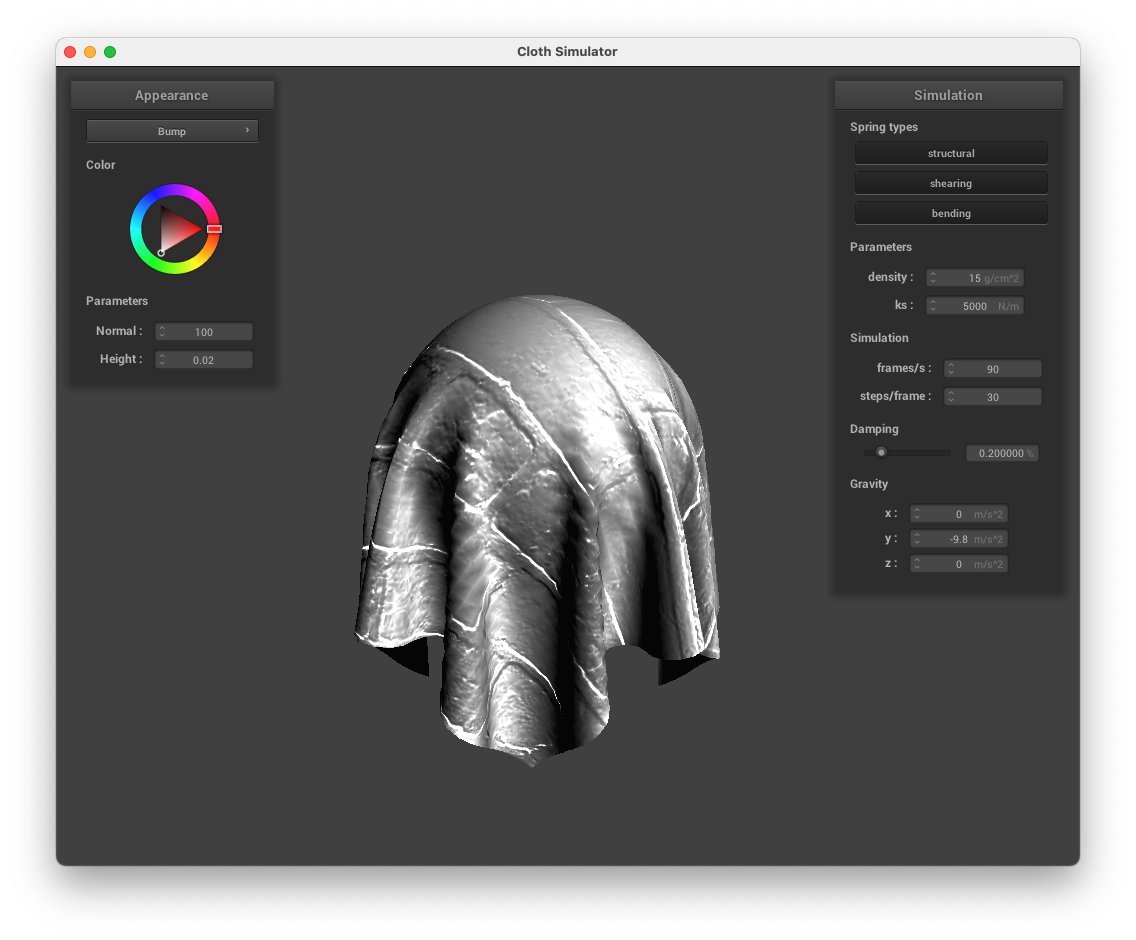 Cloth Simulator
Appearance
Bump ›
Color
Parameters
Normal : 100
Height : 0.02
Simulation
Spring types
structural
shearing
bending
Parameters
density : 15 g/cm^2
ks : 5000 N/m
Simulation
frames/s : 90
steps/frame : 30
Damping
0.200000 %
Gravity
x : 0 m/s^2
y : -9.8 m/s^2
z : 0 m/s^2